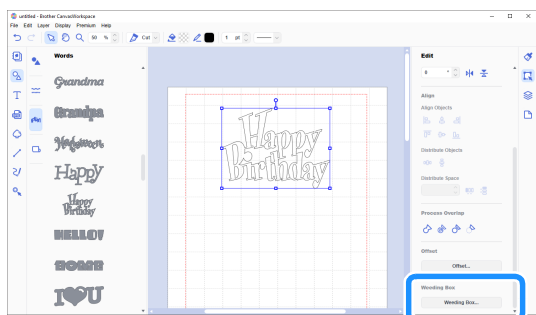 untitled - Brother CanvasWorkspace
File Edit Layer Display Premium Help
50 % Cut 1 pt
Words
Grandma
Grandpa
Happy
Happy
Birthday
HELLO!
I U
Happy
Birthday
Edit
0 °
Align
Align Objects
Distribute Objects
Distribute Space
Process Overlap
Offset
Offset...
Weeding Box
Weeding Box...